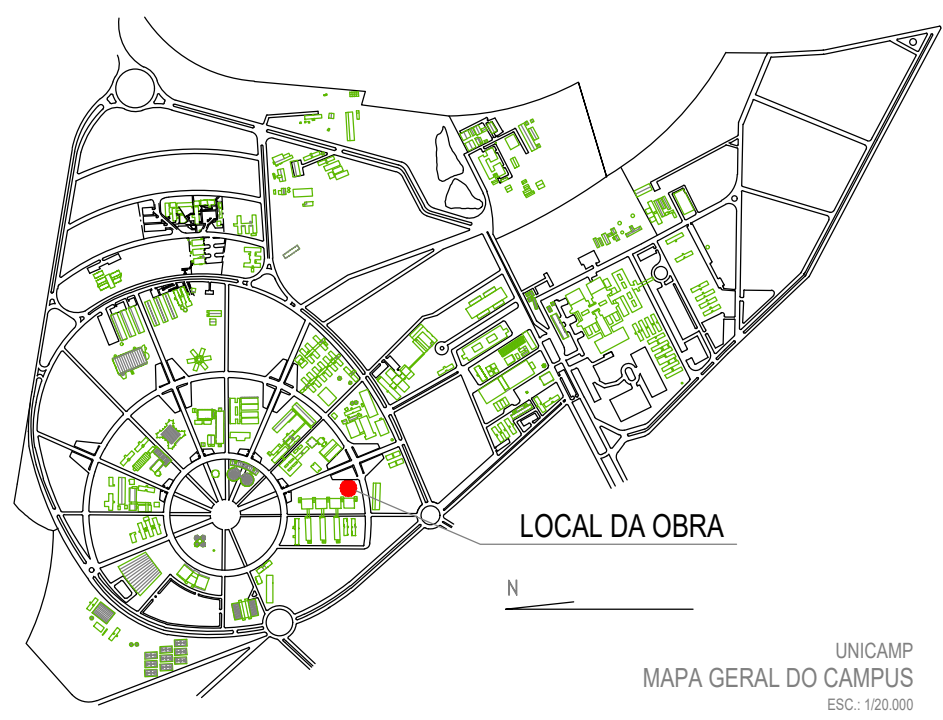 LOCAL DA OBRA
N
UNICAMP
MAPA GERAL DO CAMPUS
ESC.: 1/20.000